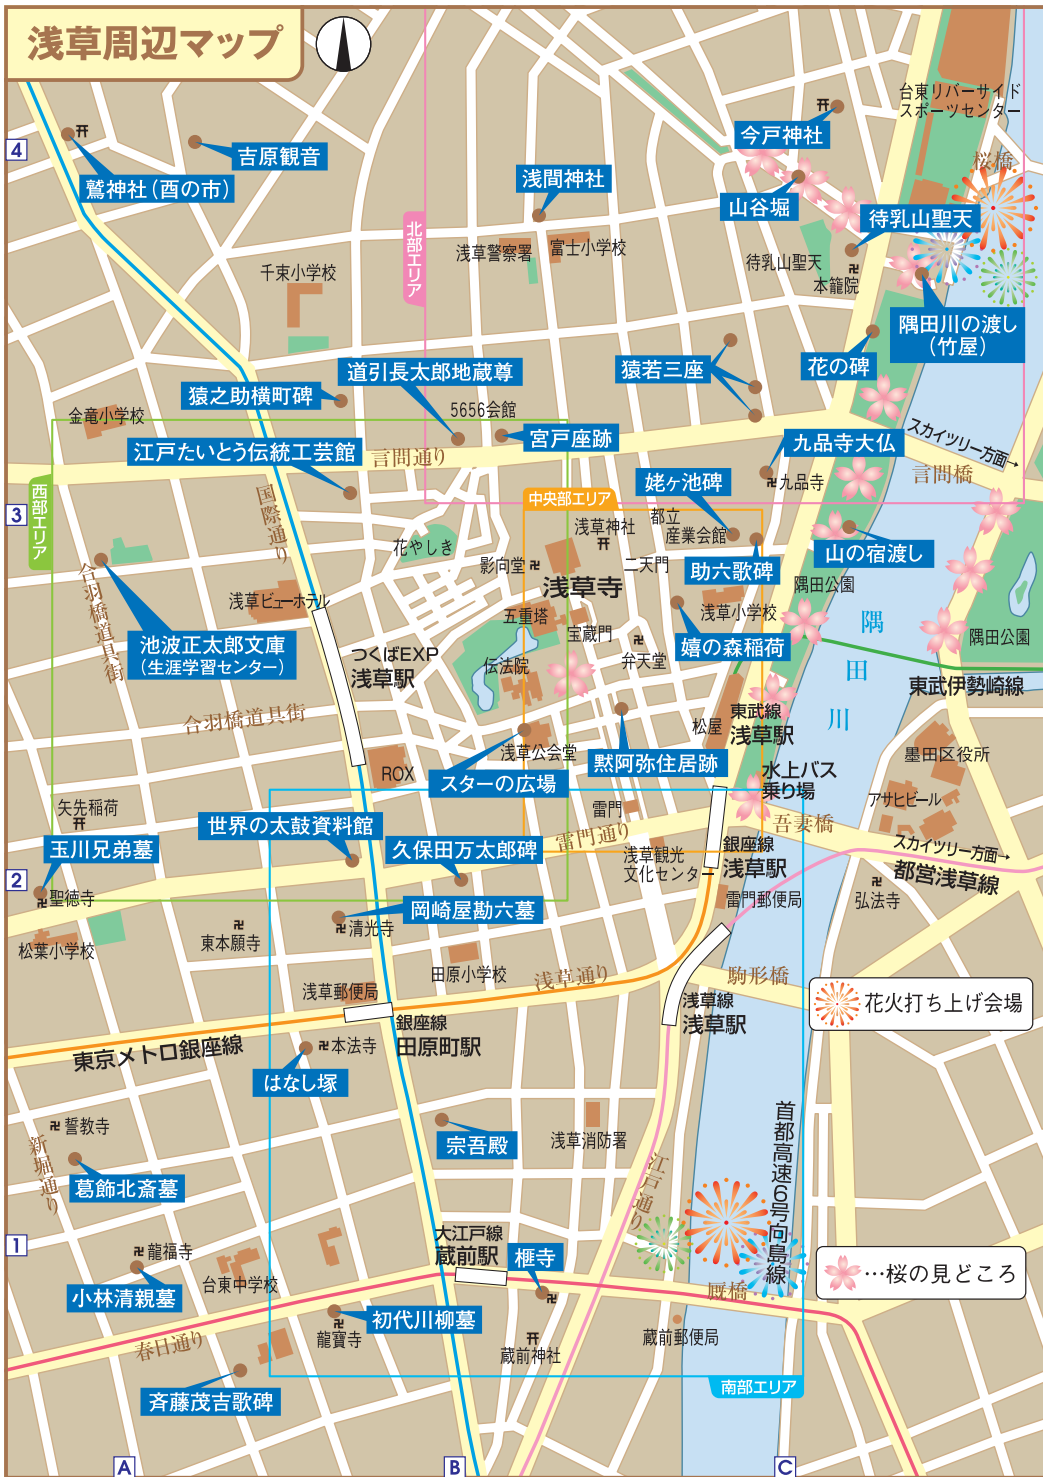 浅草周辺マップ
台東リバーサイド
スポーツセンター
4
吉原観音
鷲神社(酉の市)
今戸神社
桜橋
浅間神社
山谷堀
待乳山聖天
北部エリア
浅草警察署
富士小学校
待乳山聖天
本龍院
千束小学校
隅田川の渡し
(竹屋)
花の碑
猿若三座
道引長太郎地蔵尊
猿之助横町碑
5656会館
金竜小学校
宮戸座跡
江戸たいとう伝統工芸館
言問通り
九品寺大仏
スカイツリー方面→
言問橋
九品寺
姥ヶ池碑
西部エリア
3
国際通り
中央部エリア
浅草神社
都立
産業会館
山の宿渡し
花やしき
影向堂
二天門
助六歌碑
浅草寺
隅田公園
合羽橋道具街
浅草ビューホテル
五重塔
宝蔵門
浅草小学校
隅田公園
池波正太郎文庫
(生涯学習センター)
嬉の森稲荷
弁天堂
伝法院
つくばEXP
浅草駅
隅田川
東武伊勢崎線
合羽橋道具街
松屋
東武線
浅草駅
浅草公会堂
黙阿弥住居跡
墨田区役所
ROX
スターの広場
水上バス
乗り場
アサヒビール
矢先稲荷
世界の太鼓資料館
雷門
雷門通り
吾妻橋
玉川兄弟墓
久保田万太郎碑
浅草観光
文化センター
銀座線
浅草駅
スカイツリー方面→
都営浅草線
2
聖徳寺
岡崎屋勘六墓
雷門郵便局
弘法寺
松葉小学校
東本願寺
清光寺
田原小学校
浅草通り
駒形橋
浅草郵便局
浅草線
浅草駅
花火打ち上げ会場
銀座線
田原町駅
東京メトロ銀座線
本法寺
はなし塚
誓教寺
宗吾殿
浅草消防署
首都高速6号向島線
新堀通り
江戸通り
葛飾北斎墓
1
龍福寺
大江戸線
蔵前駅
榧寺
台東中学校
厩橋
…桜の見どころ
小林清親墓
初代川柳墓
龍寶寺
蔵前神社
蔵前郵便局
春日通り
南部エリア
斉藤茂吉歌碑
A
B
C